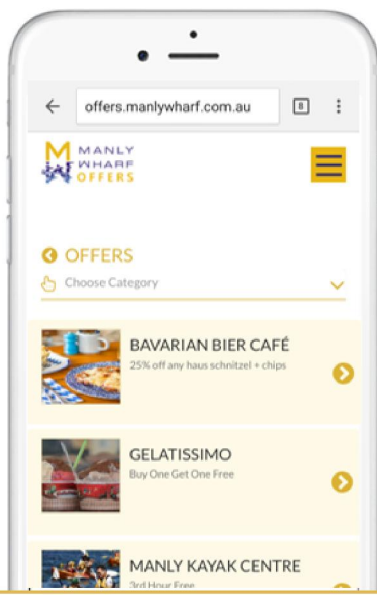 offers.manlywharf.com.au
8
MANLY
WHARF
OFFERS
OFFERS
Choose Category
BAVARIAN BIER CAFÉ
25% off any haus schnitzel + chips
GELATISSIMO
Buy One Get One Free
MANLY KAYAK CENTRE
3rd Hour Free